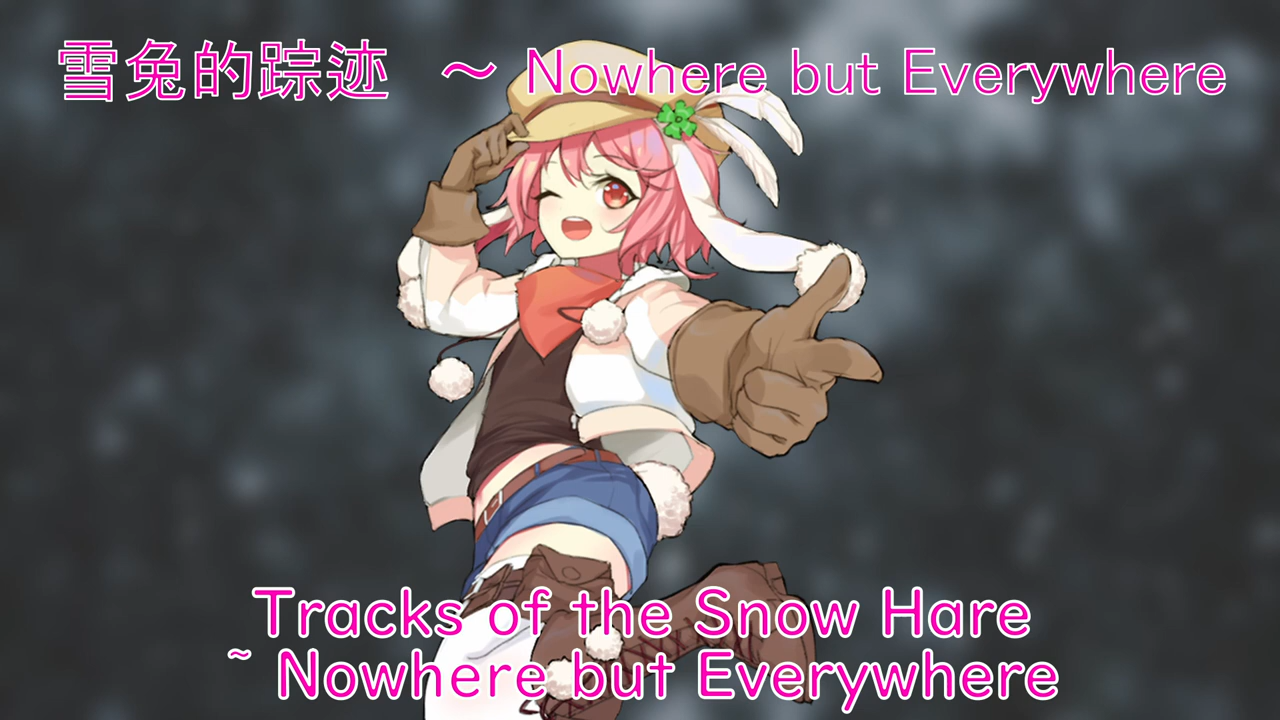 雪兔的踪迹 ～ Nowhere but Everywhere
Tracks of the Snow Hare
~ Nowhere but Everywhere